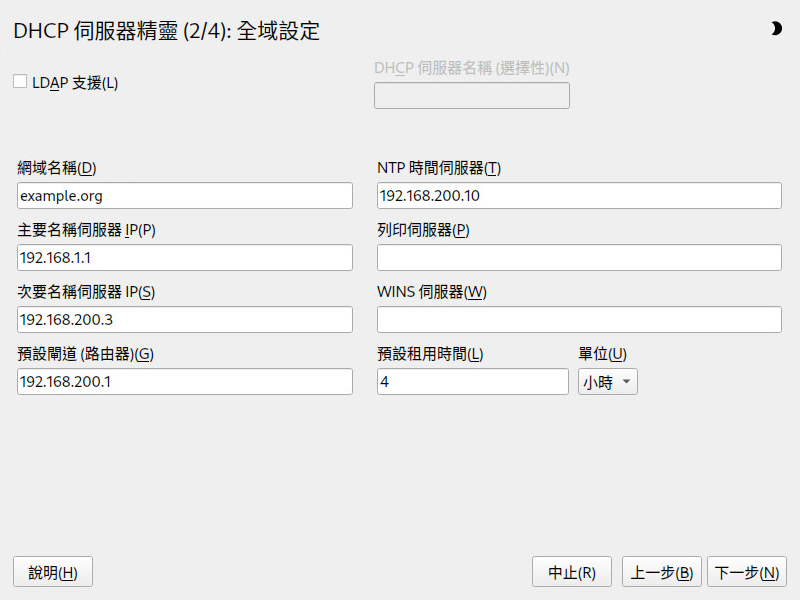 DHCP 伺服器精靈 (2/4): 全域設定
LDAP 支援(L)
DHCP 伺服器名稱 (選擇性)(N)
網域名稱(D)
example.org
主要名稱伺服器 IP(P)
192.168.1.1
次要名稱伺服器 IP(S)
192.168.200.3
預設閘道 (路由器)(G)
192.168.200.1
NTP 時間伺服器(T)
192.168.200.10
列印伺服器(P)
WINS 伺服器(W)
預設租用時間(L)
4
單位(U)
小時
說明(H)
中止(R)
上一步(B)
下一步(N)